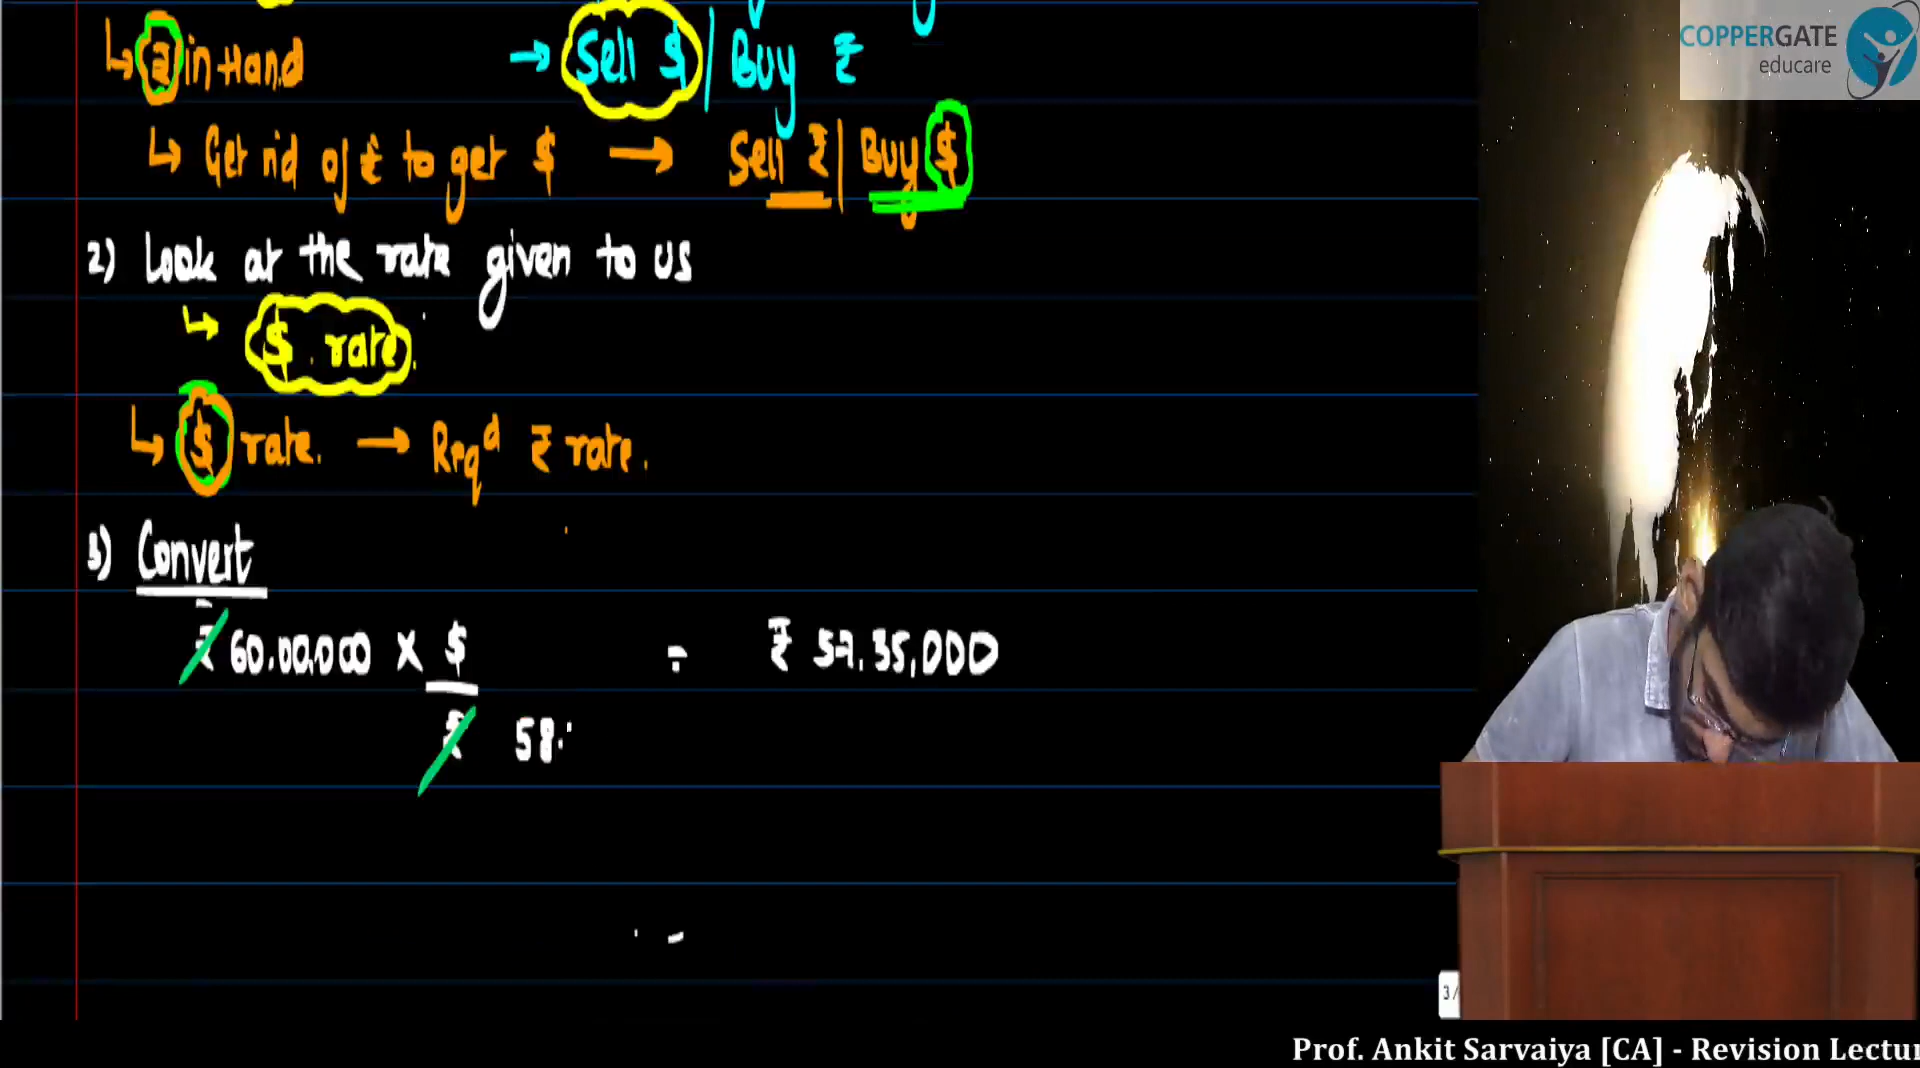 COPPERGATE
educare
↳ ₹ in Hand → Sell $ / Buy ₹
↳ Get rid of ₹ to get $ → Sell ₹ | Buy $
2) Look at the rate given to us
↳ $ rate.
↳ $ rate. → Reqd ₹ rate.
3) Convert
₹ 60,00,000 × $ = ₹ 57,35,000
₹ 58.
3/
Prof. Ankit Sarvaiya [CA] - Revision Lectur